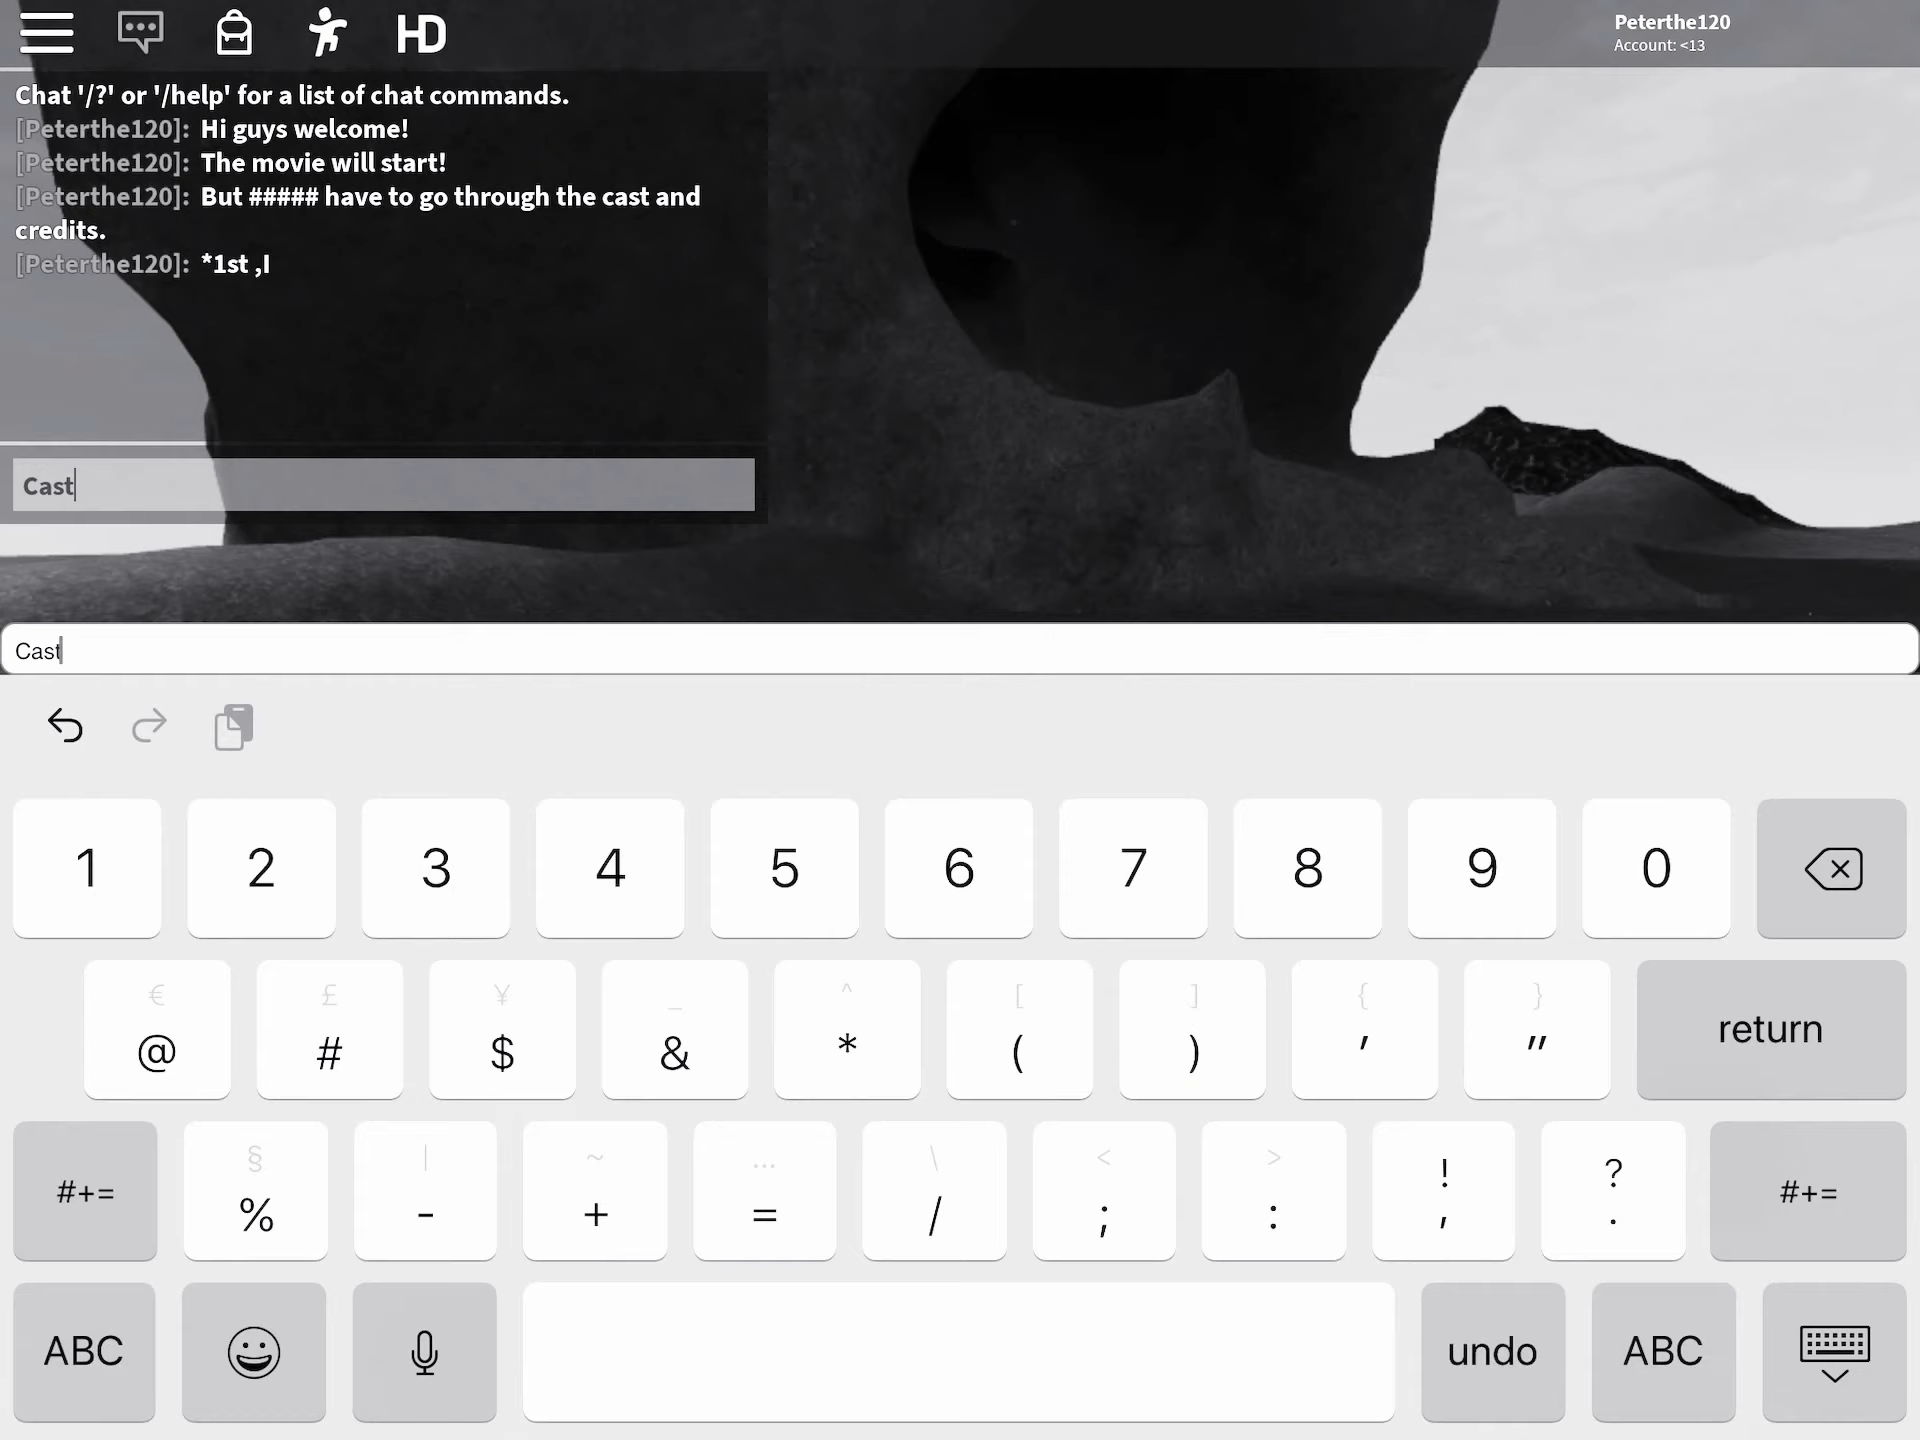 HD
Peterthe120
Account: <13
Chat '/?' or '/help' for a list of chat commands.
[Peterthe120]: Hi guys welcome!
[Peterthe120]: The movie will start!
[Peterthe120]: But ##### have to go through the cast and
credits.
[Peterthe120]: *1st ,I
Cast
Cast
1 2 3 4 5 6 7 8 9 0
€ £ ¥ _ ^ [ ] { }
@ # $ & * ( ) ' " return
§ | ~ … \ < > ! ?
#+= % - + = / ; : , . #+=
ABC undo ABC